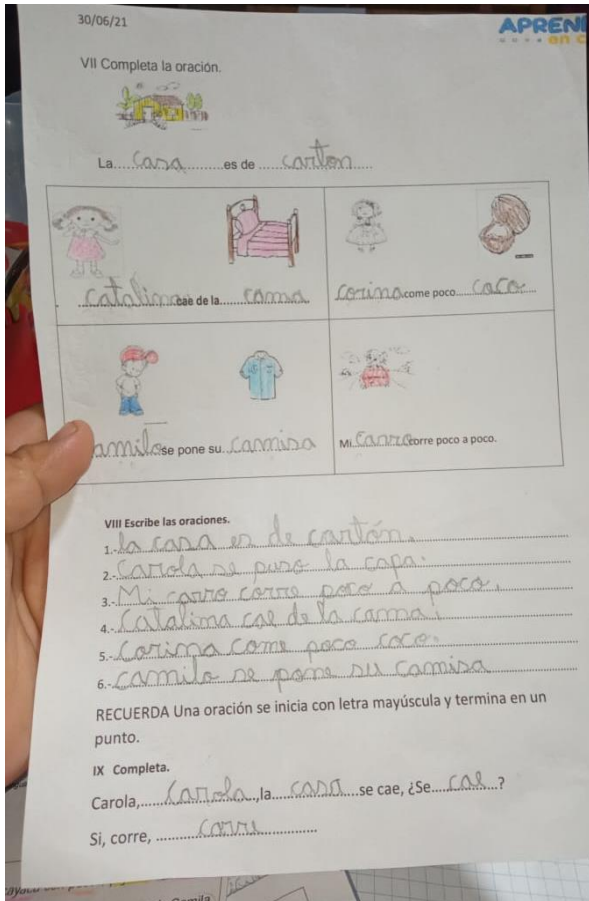 30/06/21
APREN
en c
VII Completa la oración.
La.....casa..........es de .....carton.....
.Catalina.cae de la.......cama
Corina.come poco....coco....
amilo.se pone su..camisa
Mi.Carro.corre poco a poco.
VIII Escribe las oraciones.
1.-la casa es de cartón.
2.-Carola se puso la capa.
3.-Mi carro corre poco a poco.
4.-Catalina cae de la cama.
5.-Corina come poco coco.
6.-camilo se pone su camisa
RECUERDA Una oración se inicia con letra mayúscula y termina en un
punto.
IX Completa.
Carola,.....Carola..,la....casa...se cae, ¿Se....cae...?
Si, corre, .......corre............